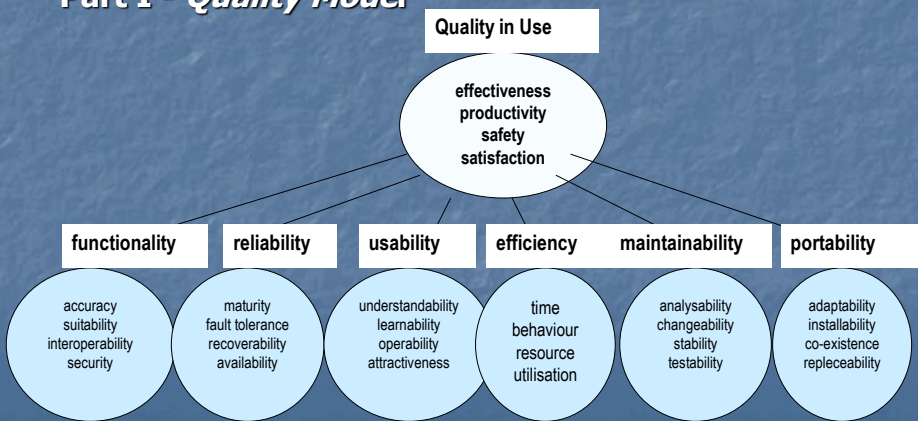 Part I - Quality Model
Quality in Use
effectiveness
productivity
safety
satisfaction
functionality
reliability
usability
efficiency
maintainability
portability
accuracy
suitability
interoperability
security
maturity
fault tolerance
recoverability
availability
understandability
learnability
operability
attractiveness
time
behaviour
resource
utilisation
analysability
changeability
stability
testability
adaptability
installability
co-existence
repleceability